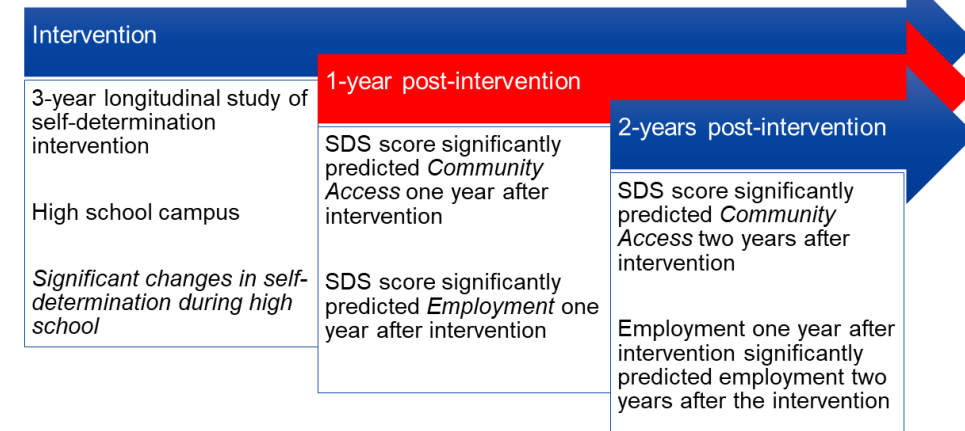 Intervention
3-year longitudinal study of
self-determination
intervention
High school campus
Significant changes in self-
determination during high
school
1-year post-intervention
SDS score significantly
predicted Community
Access one year after
intervention
SDS score significantly
predicted Employment one
year after intervention
2-years post-intervention
SDS score significantly
predicted Community
Access two years after
intervention
Employment one year after
intervention significantly
predicted employment two
years after the intervention